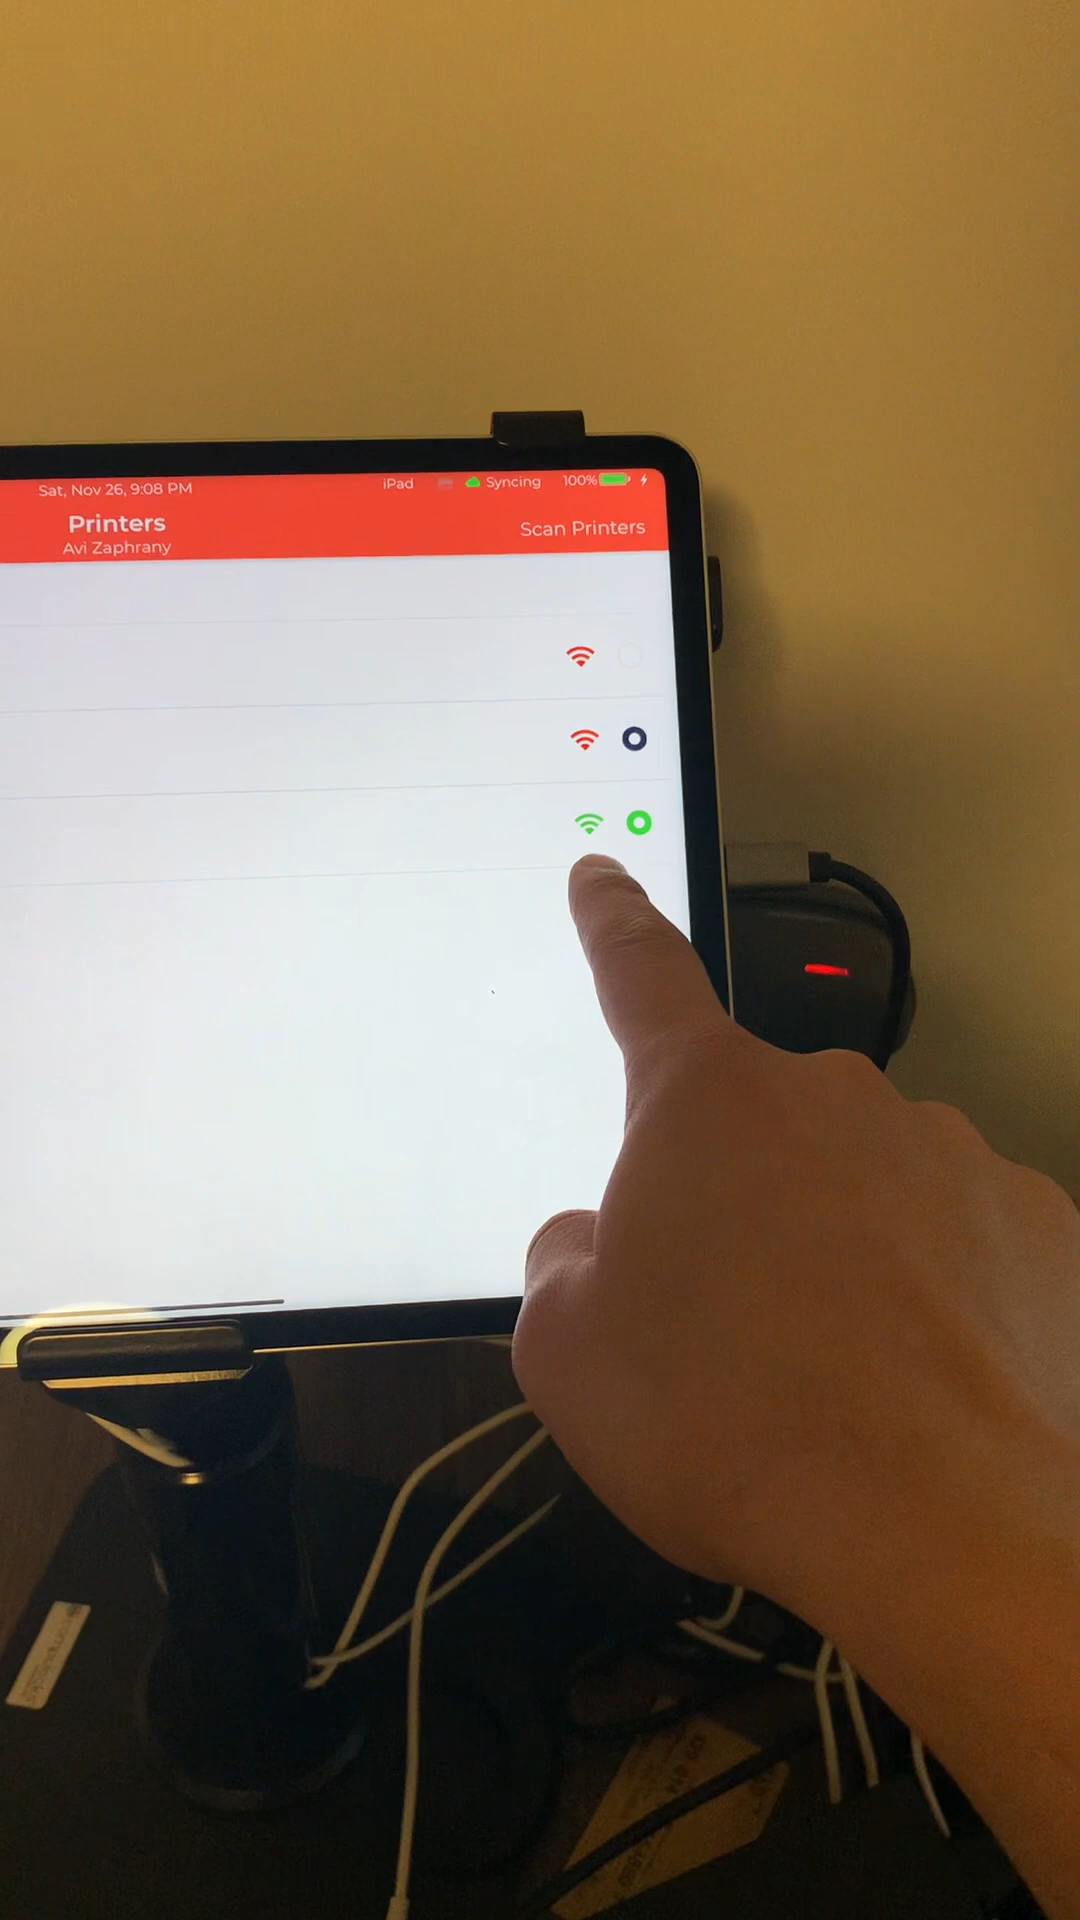 Sat, Nov 26, 9:08 PM
iPad
Syncing
100%
Printers
Avi Zaphrany
Scan Printers